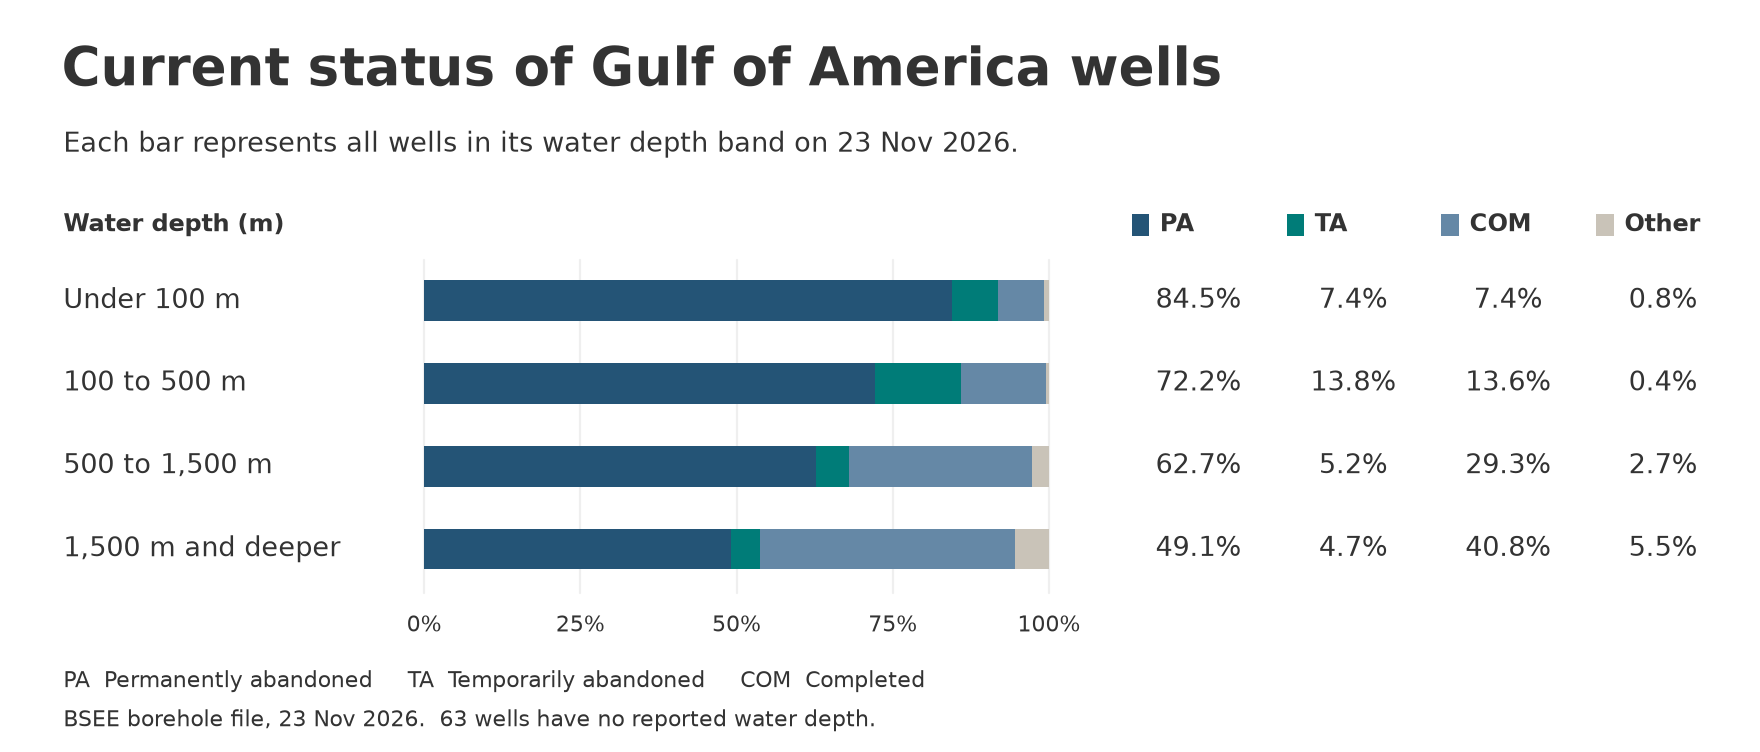 Current status of Gulf of America wells
Each bar represents all wells in its water depth band on 23 Nov 2026.
Water depth (m) PA TA COM Other
Under 100 m 84.5% 7.4% 7.4% 0.8%
100 to 500 m 72.2% 13.8% 13.6% 0.4%
500 to 1,500 m 62.7% 5.2% 29.3% 2.7%
1,500 m and deeper 49.1% 4.7% 40.8% 5.5%
0% 25% 50% 75% 100%
PA Permanently abandoned TA Temporarily abandoned COM Completed
BSEE borehole file, 23 Nov 2026. 63 wells have no reported water depth.